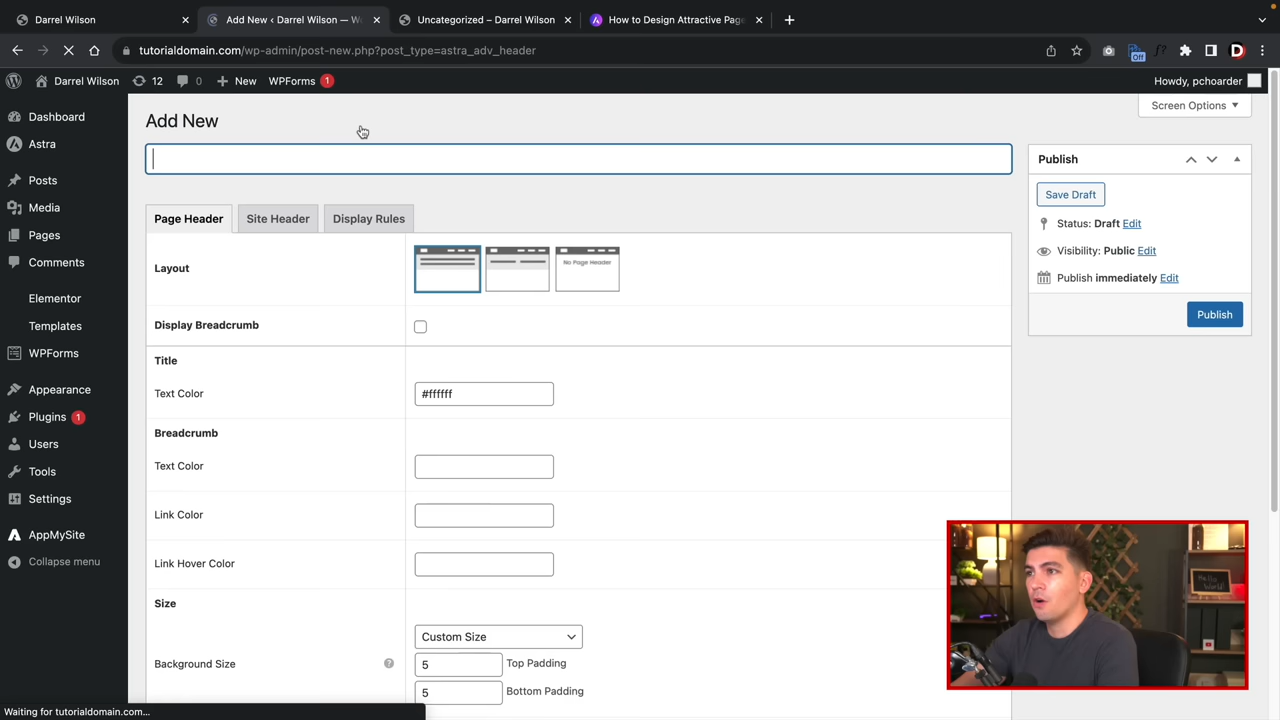 Darrel Wilson
Add New ‹ Darrel Wilson — W
Uncategorized – Darrel Wilson
How to Design Attractive Page
tutorialdomain.com/wp-admin/post-new.php?post_type=astra_adv_header
Off
D
Darrel Wilson
12
0
New
WPForms 1
Howdy, pchoarder
Screen Options
Dashboard
Astra
Posts
Media
Pages
Comments
Elementor
Templates
WPForms
Appearance
Plugins 1
Users
Tools
Settings
AppMySite
Collapse menu
Add New
Page Header
Site Header
Display Rules
Layout
No Page Header
Display Breadcrumb
Title
Text Color
#ffffff
Breadcrumb
Text Color
Link Color
Link Hover Color
Size
Custom Size
Background Size
?
5
Top Padding
5
Bottom Padding
Publish
Save Draft
Status: Draft Edit
Visibility: Public Edit
Publish immediately Edit
Publish
Hello
World!
Waiting for tutorialdomain.com...